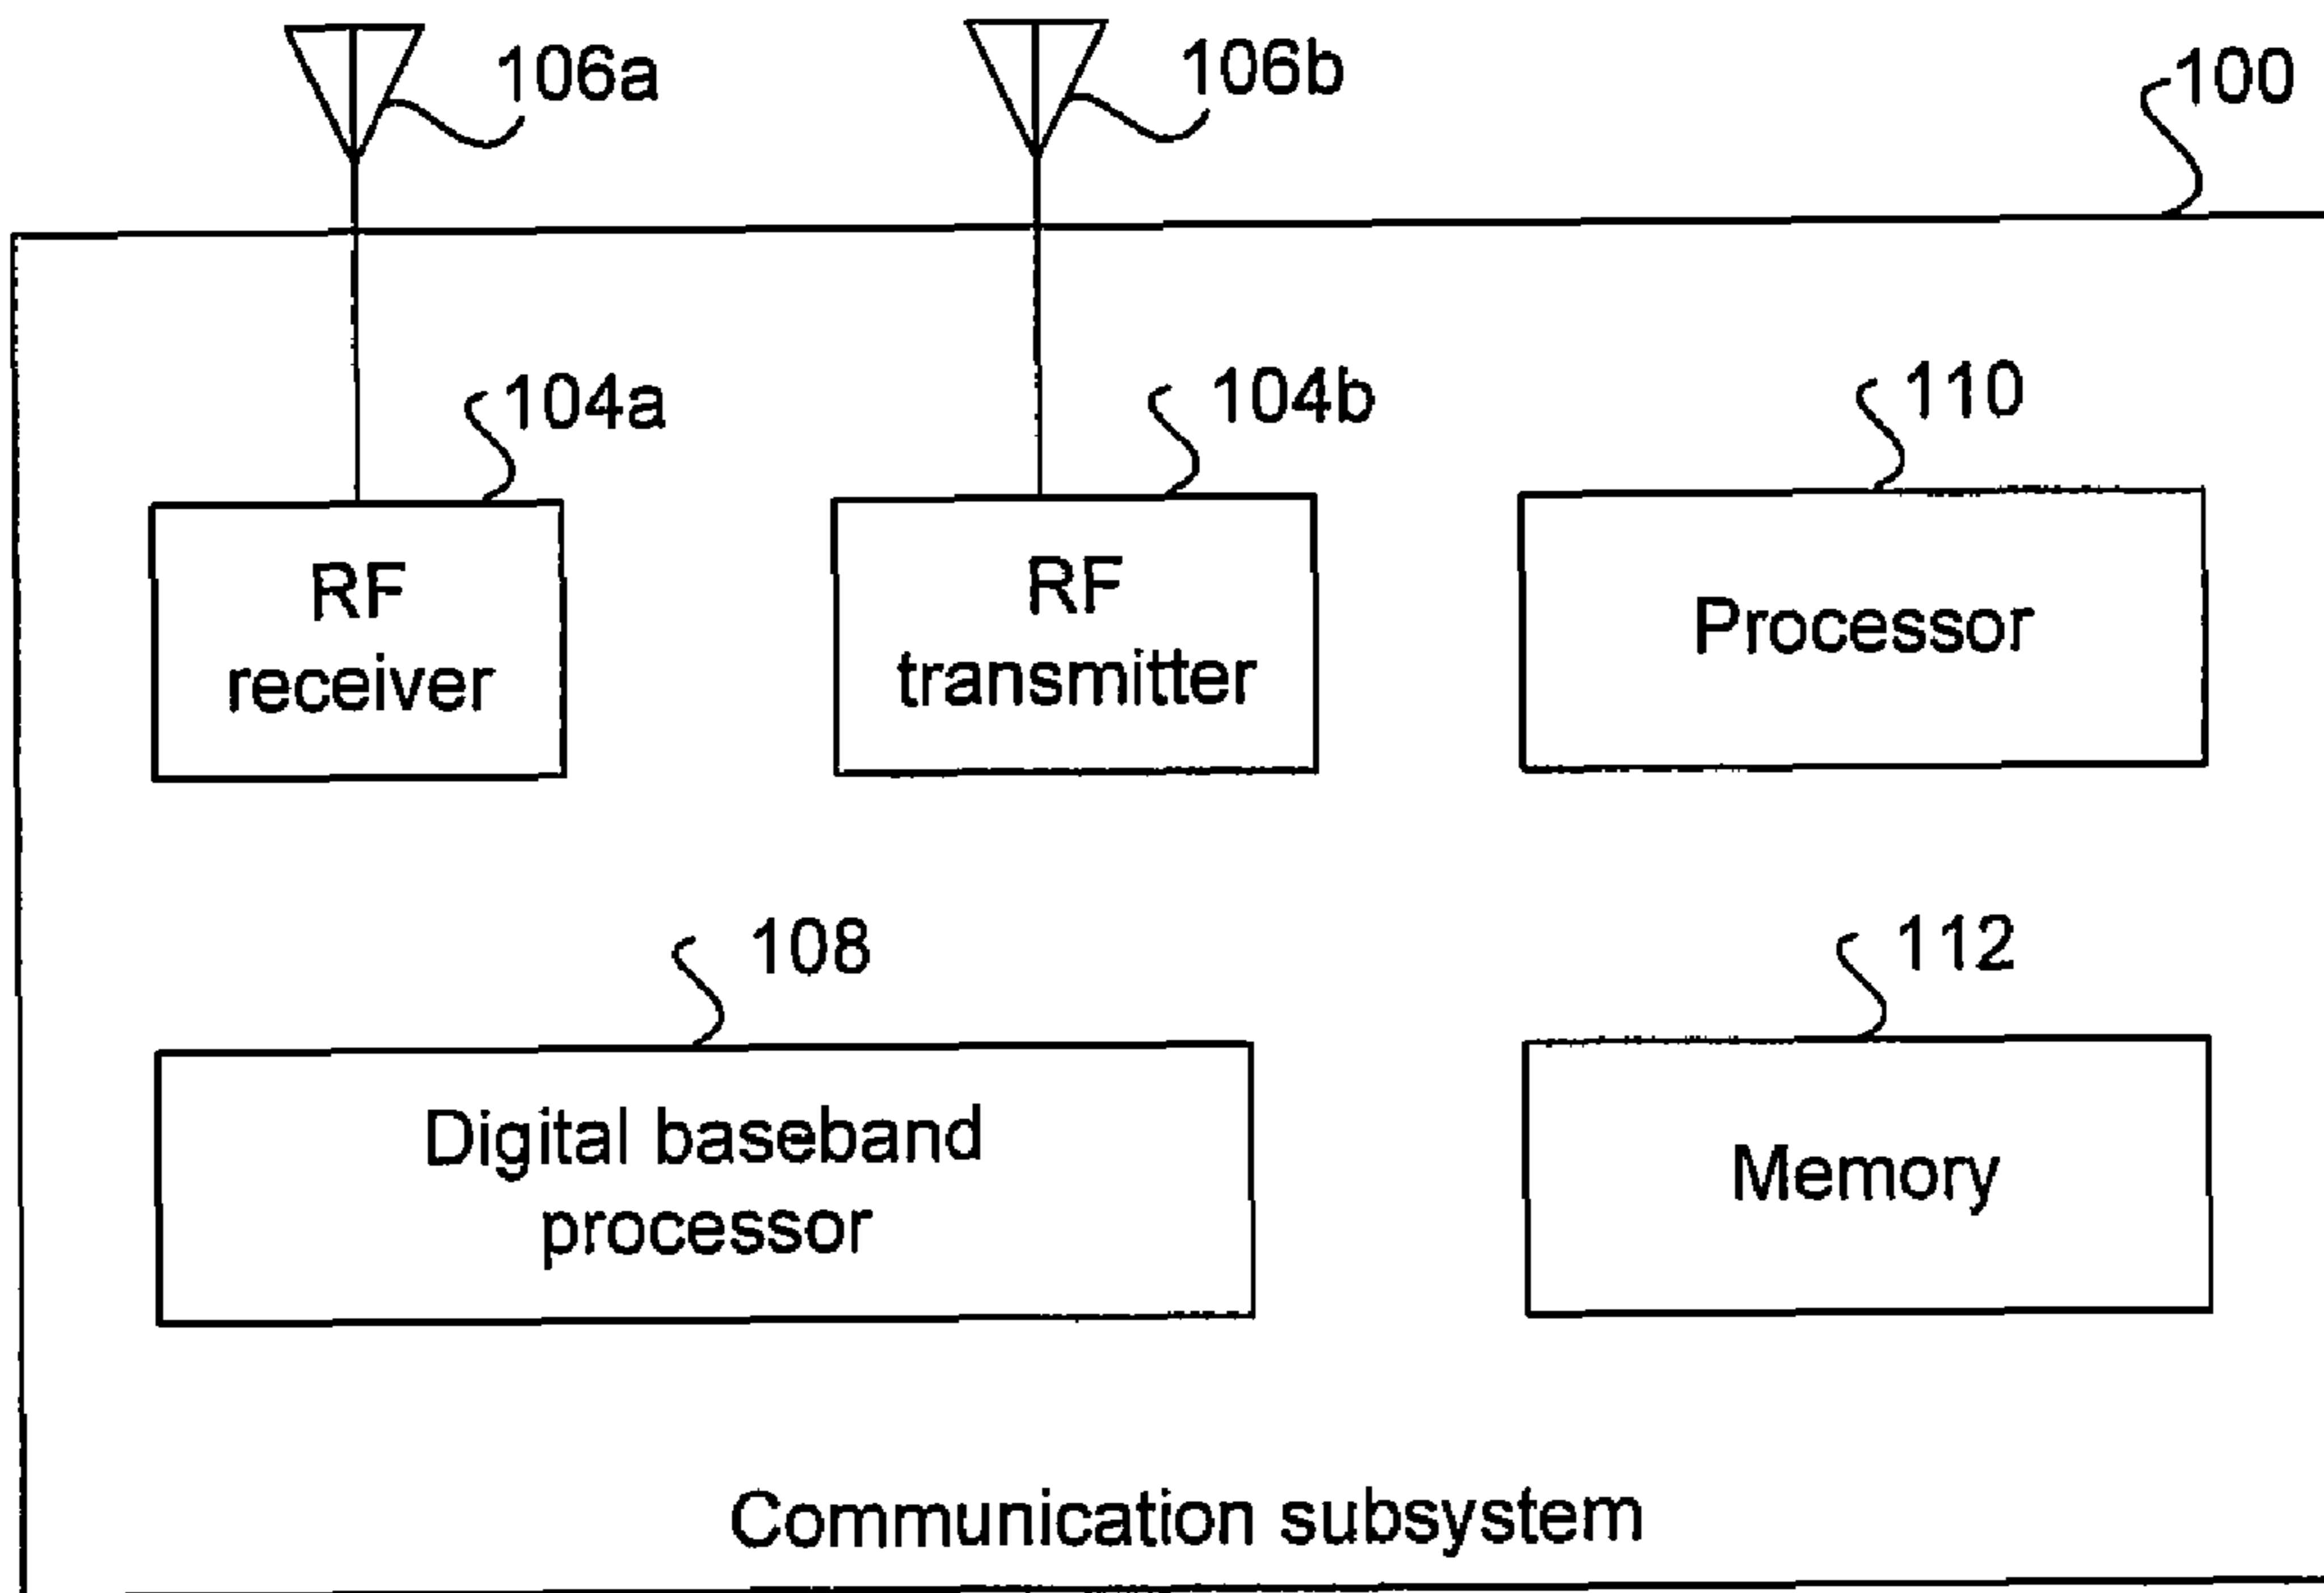 106a
106b
100
104a
104b
110
RF
receiver
RF
transmitter
Processor
108
112
Digital baseband
processor
Memory
Communication subsystem